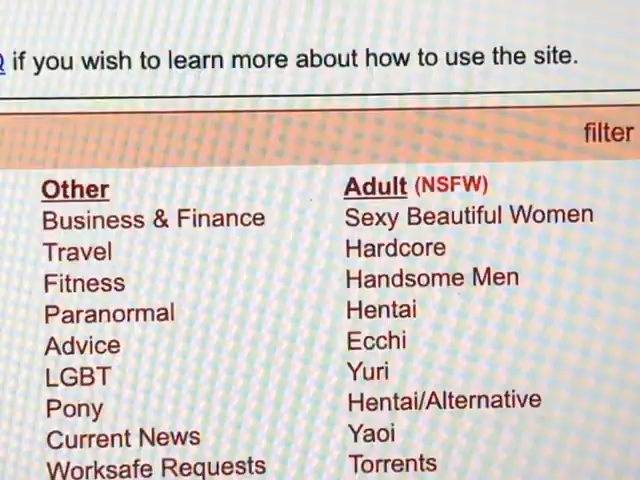 if you wish to learn more about how to use the site.
filter
Other
Business & Finance
Travel
Fitness
Paranormal
Advice
LGBT
Pony
Current News
Worksafe Requests
Adult (NSFW)
Sexy Beautiful Women
Hardcore
Handsome Men
Hentai
Ecchi
Yuri
Hentai/Alternative
Yaoi
Torrents